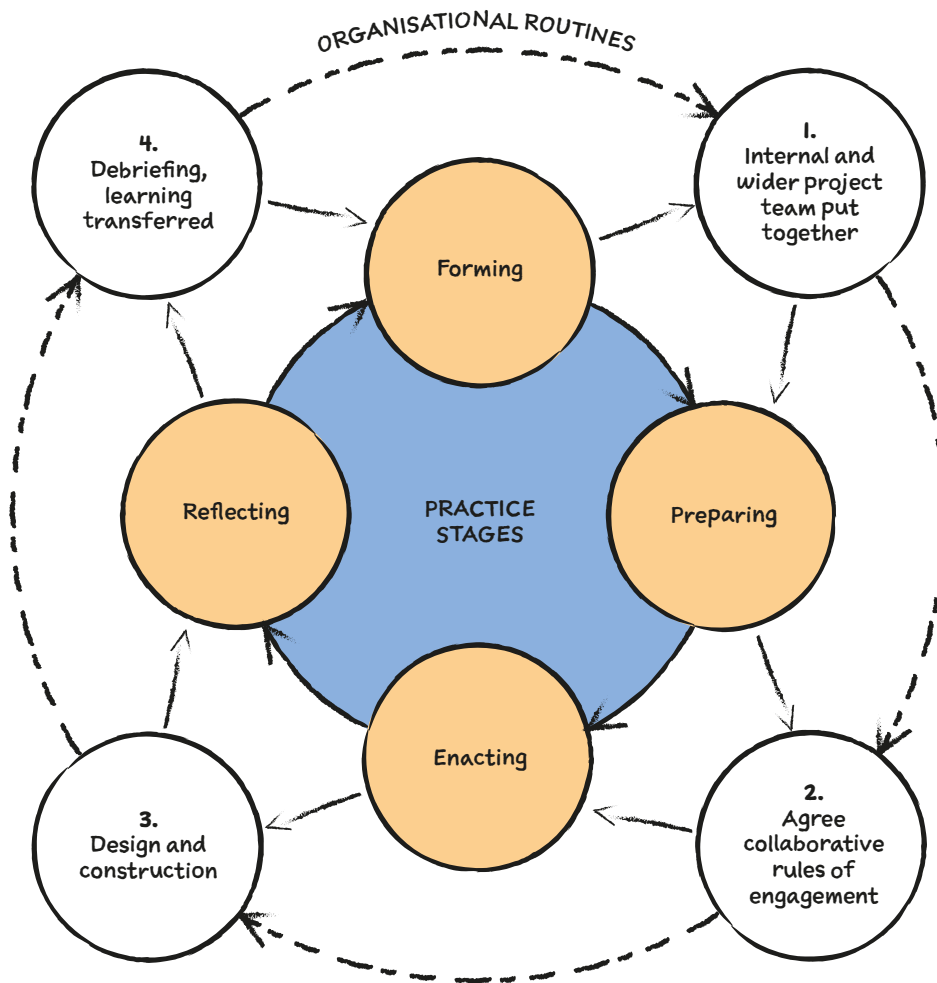 ORGANISATIONAL ROUTINES
4.
Debriefing,
learning
transferred
1.
Internal and
wider project
team put
together
Forming
Reflecting
PRACTICE
STAGES
Preparing
Enacting
3.
Design and
construction
2.
Agree
collaborative
rules of
engagement